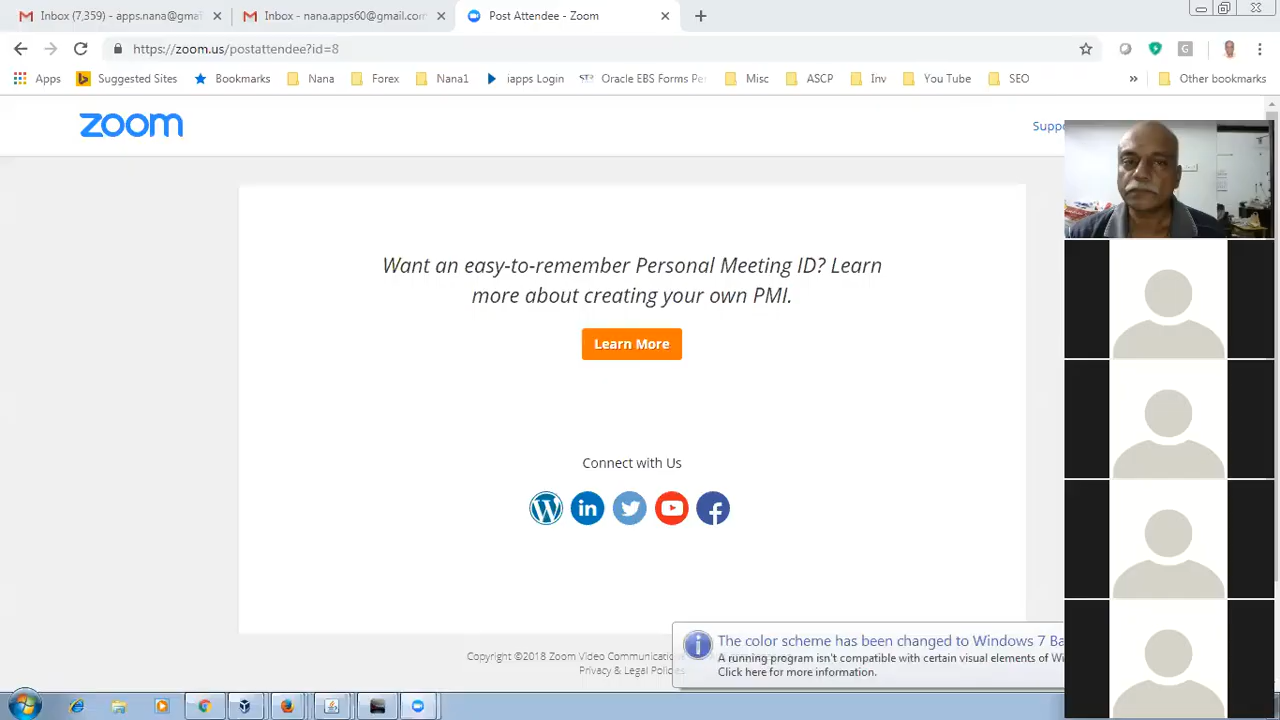 Inbox (7,359) - apps.nana@gmai
Inbox - nana.apps60@gmail.com
Post Attendee - Zoom
https://zoom.us/postattendee?id=8
Apps
Suggested Sites
Bookmarks
Nana
Forex
Nana1
iapps Login
Oracle EBS Forms Pe
Misc
ASCP
Inv
You Tube
SEO
»
Other bookmarks
zoom
Suppo
Want an easy-to-remember Personal Meeting ID? Learn
more about creating your own PMI.
Learn More
Connect with Us
The color scheme has been changed to Windows 7 Ba
A running program isn't compatible with certain visual elements of Wi
Click here for more information.
Copyright ©2018 Zoom Video Communications
Privacy & Legal Policies